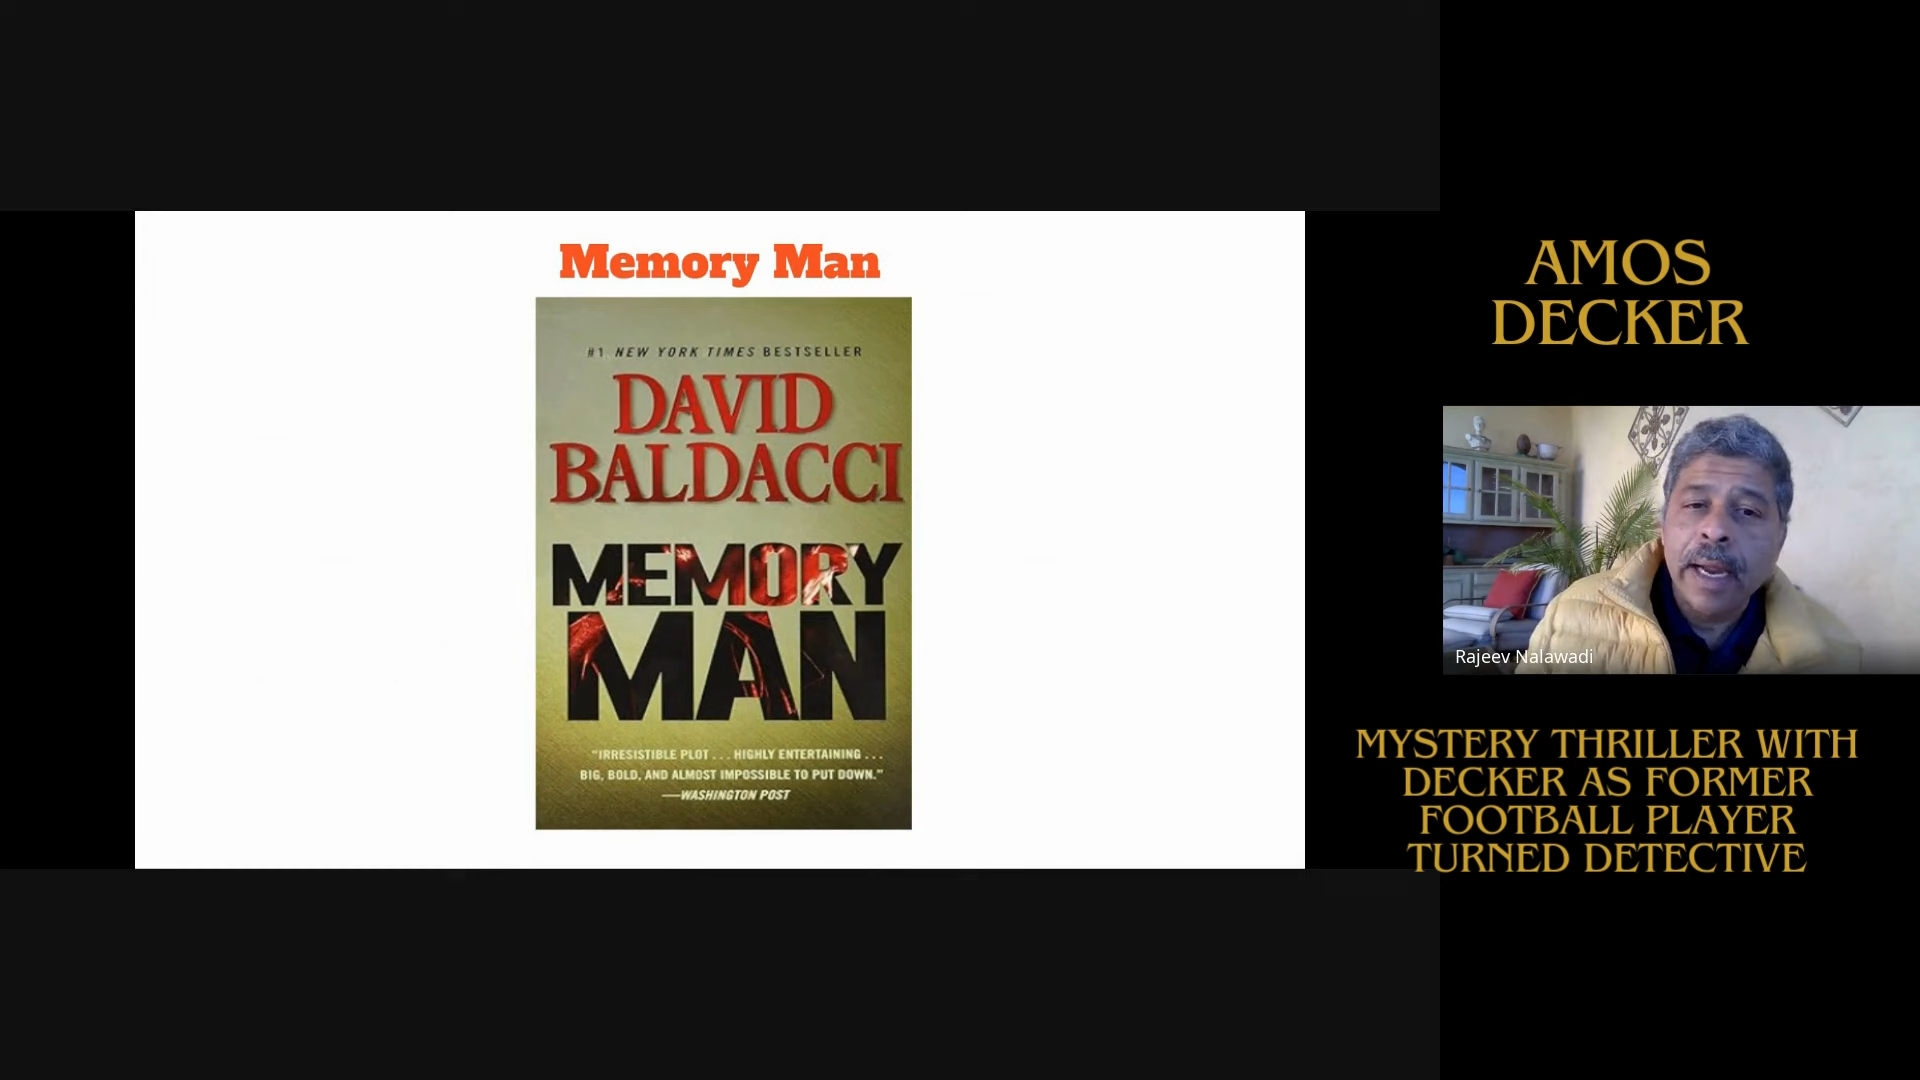 Memory Man
#1 NEW YORK TIMES BESTSELLER
DAVID
BALDACCI
MEMORY
MAN
"IRRESISTIBLE PLOT . . . HIGHLY ENTERTAINING . . .
BIG, BOLD, AND ALMOST IMPOSSIBLE TO PUT DOWN."
—WASHINGTON POST
AMOS
DECKER
Rajeev Nalawadi
MYSTERY THRILLER WITH
DECKER AS FORMER
FOOTBALL PLAYER
TURNED DETECTIVE